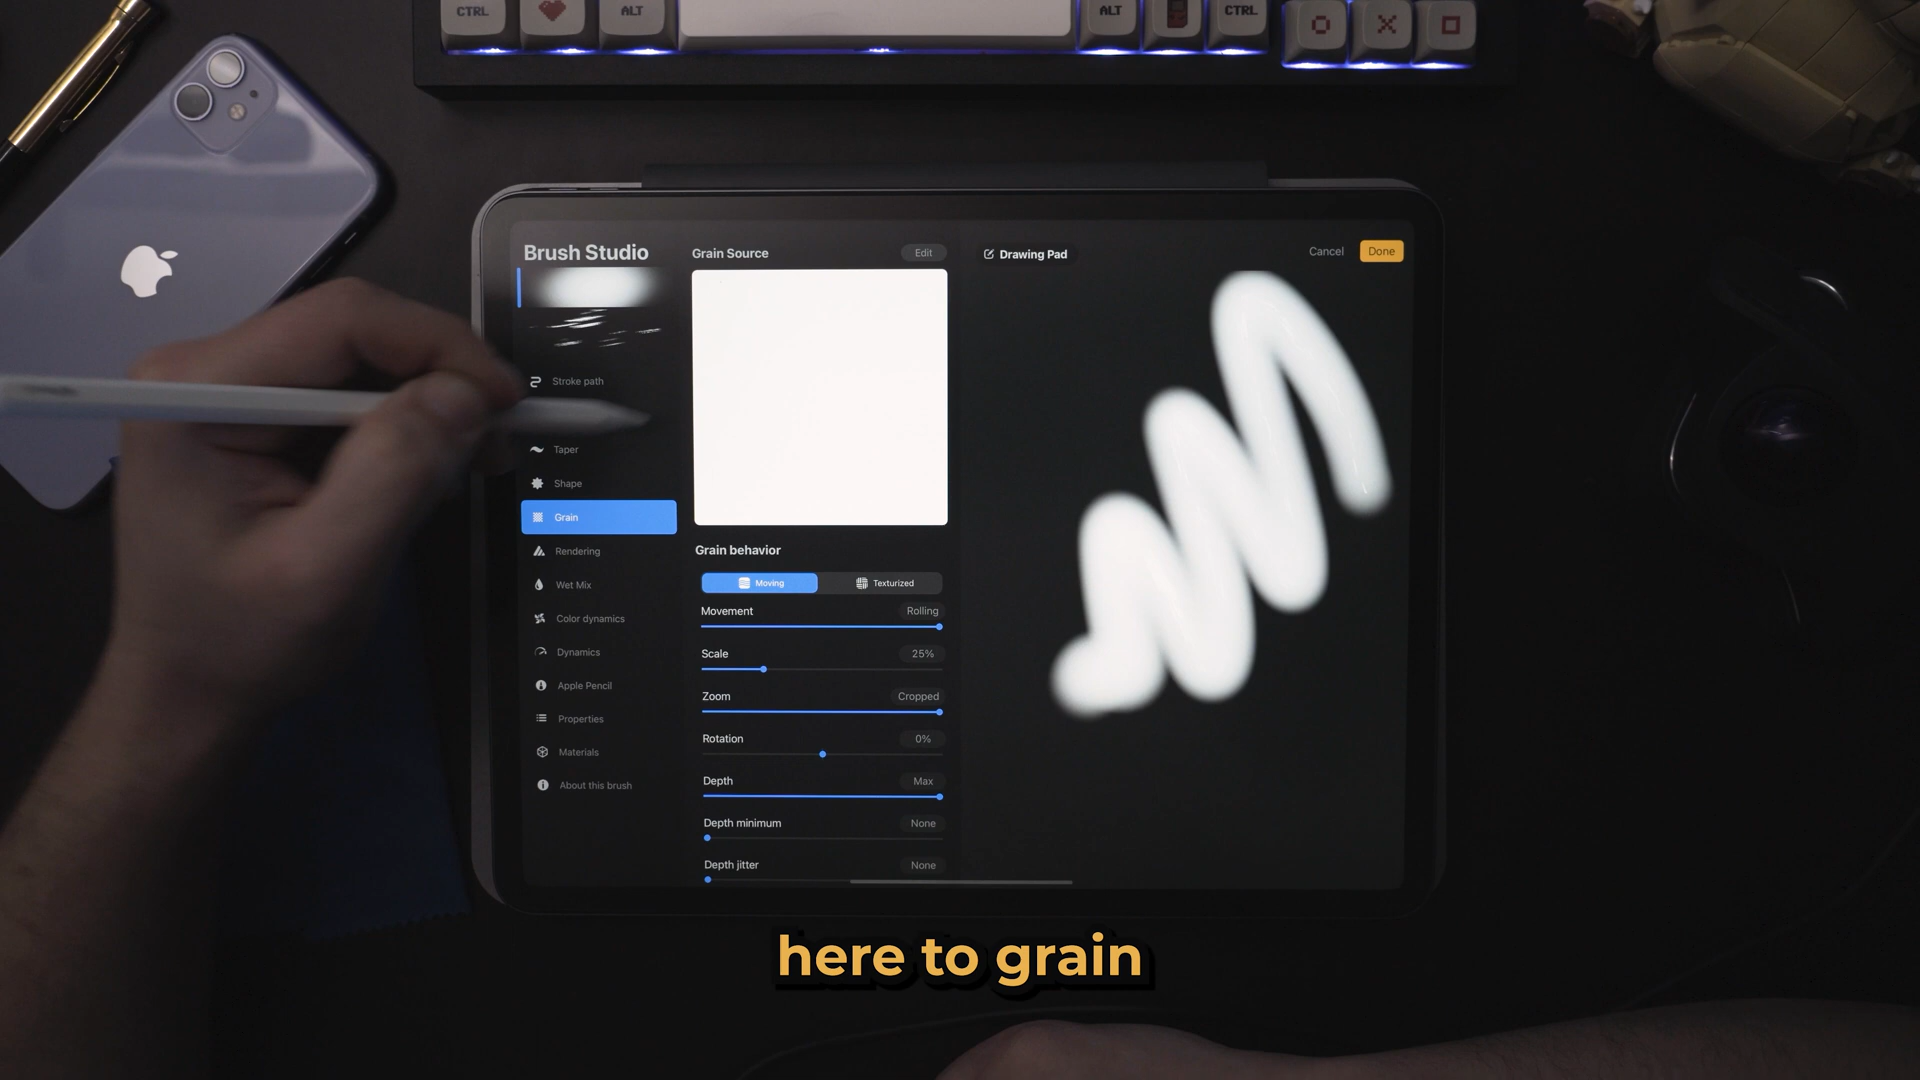 CTRL
ALT
ALT
CTRL
Brush Studio
Grain Source
Edit
Drawing Pad
Cancel
Done
Stroke path
Taper
Shape
Grain
Rendering
Wet Mix
Color dynamics
Dynamics
Apple Pencil
Properties
Materials
About this brush
Grain behavior
Moving
Texturized
Movement
Rolling
Scale
25%
Zoom
Cropped
Rotation
0%
Depth
Max
Depth minimum
None
Depth jitter
None
here to grain